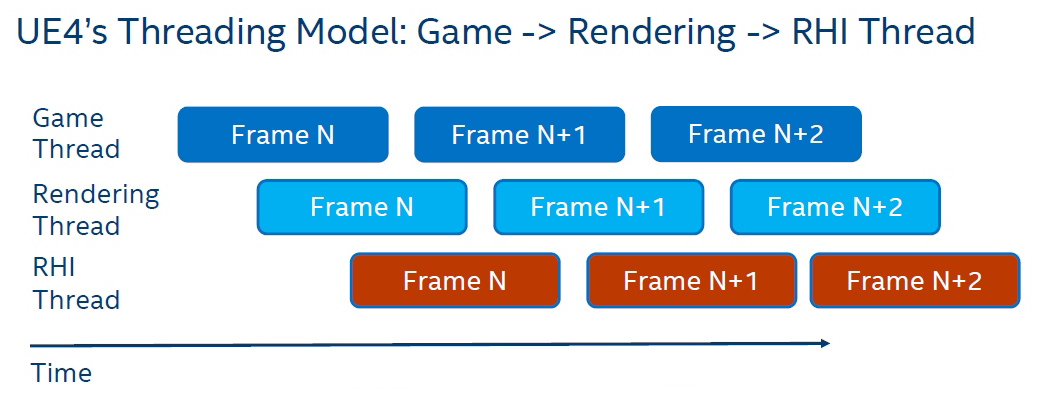 UE4's Threading Model: Game -> Rendering -> RHI Thread
Game
Thread
Frame N
Frame N+1
Frame N+2
Rendering
Thread
Frame N
Frame N+1
Frame N+2
RHI
Thread
Frame N
Frame N+1
Frame N+2
Time